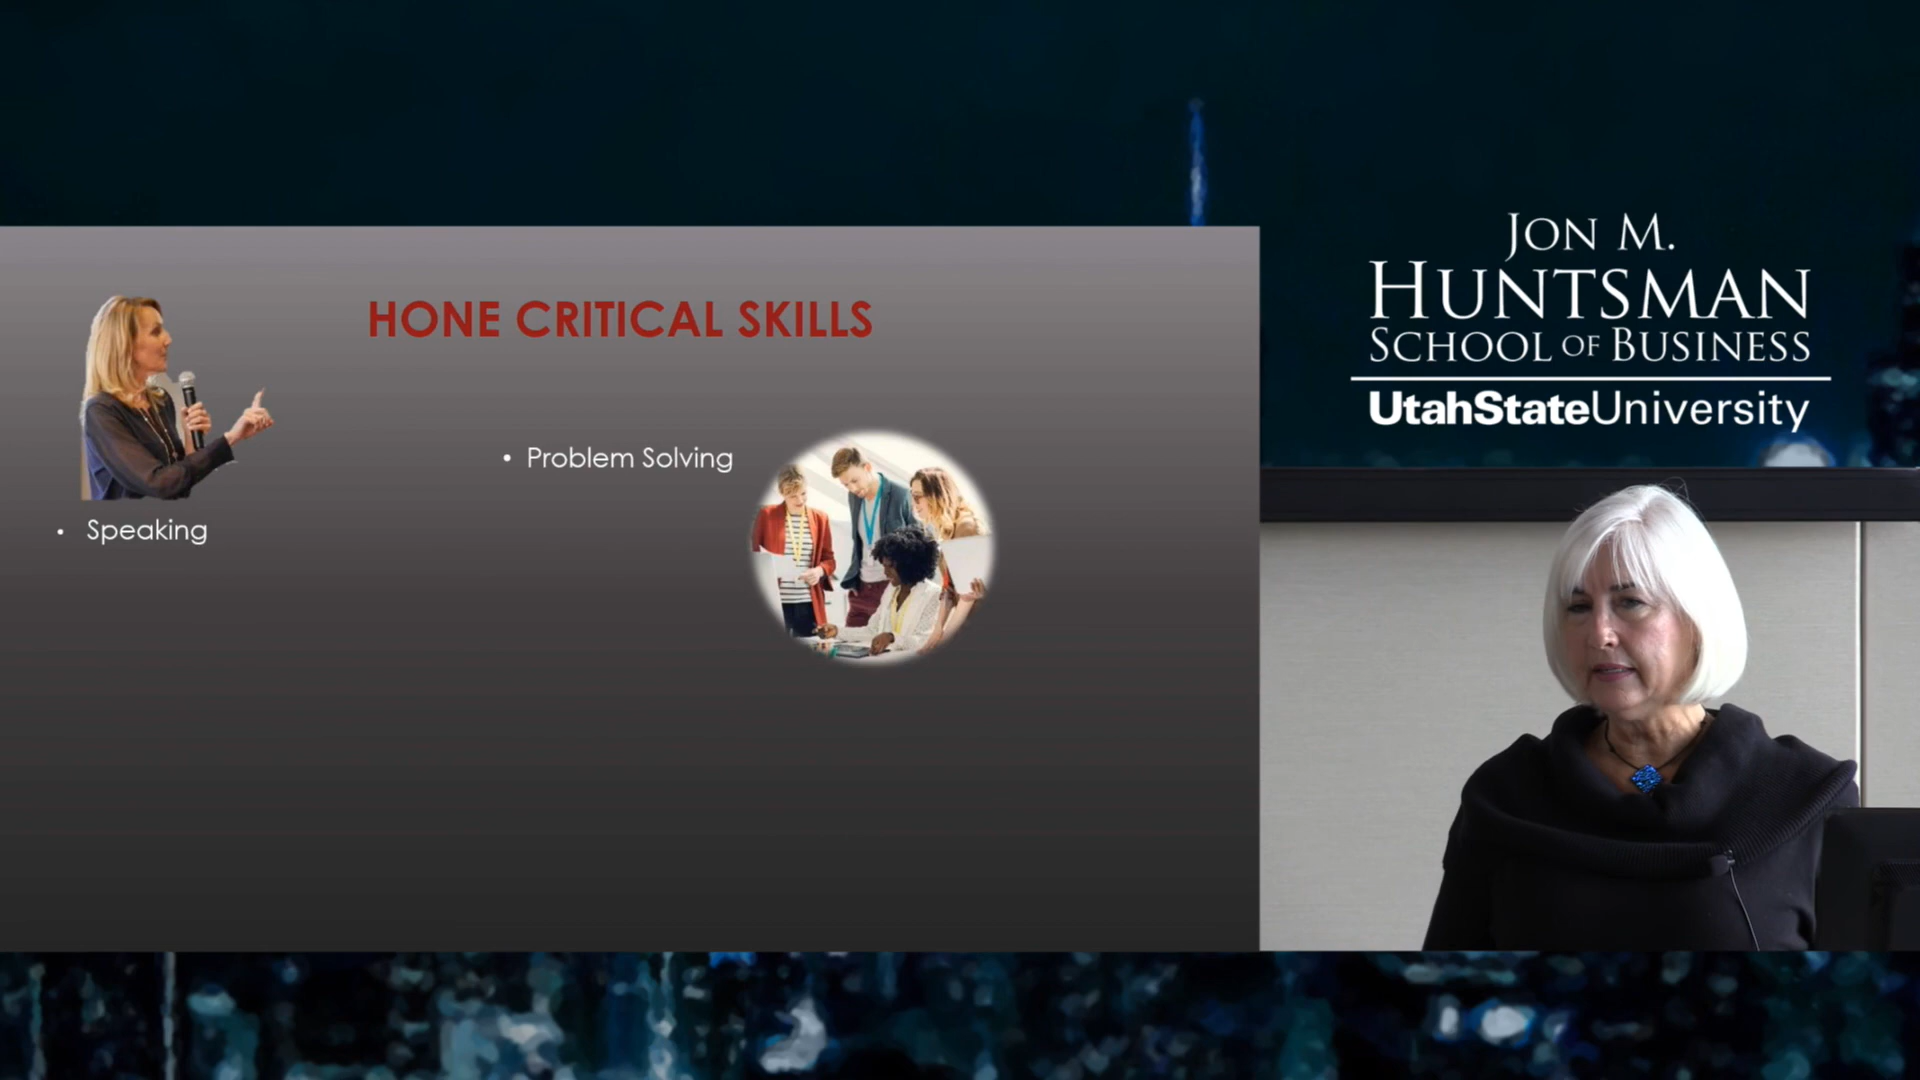 HONE CRITICAL SKILLS
• Problem Solving
• Speaking
JON M.
HUNTSMAN
SCHOOL OF BUSINESS
UtahStateUniversity